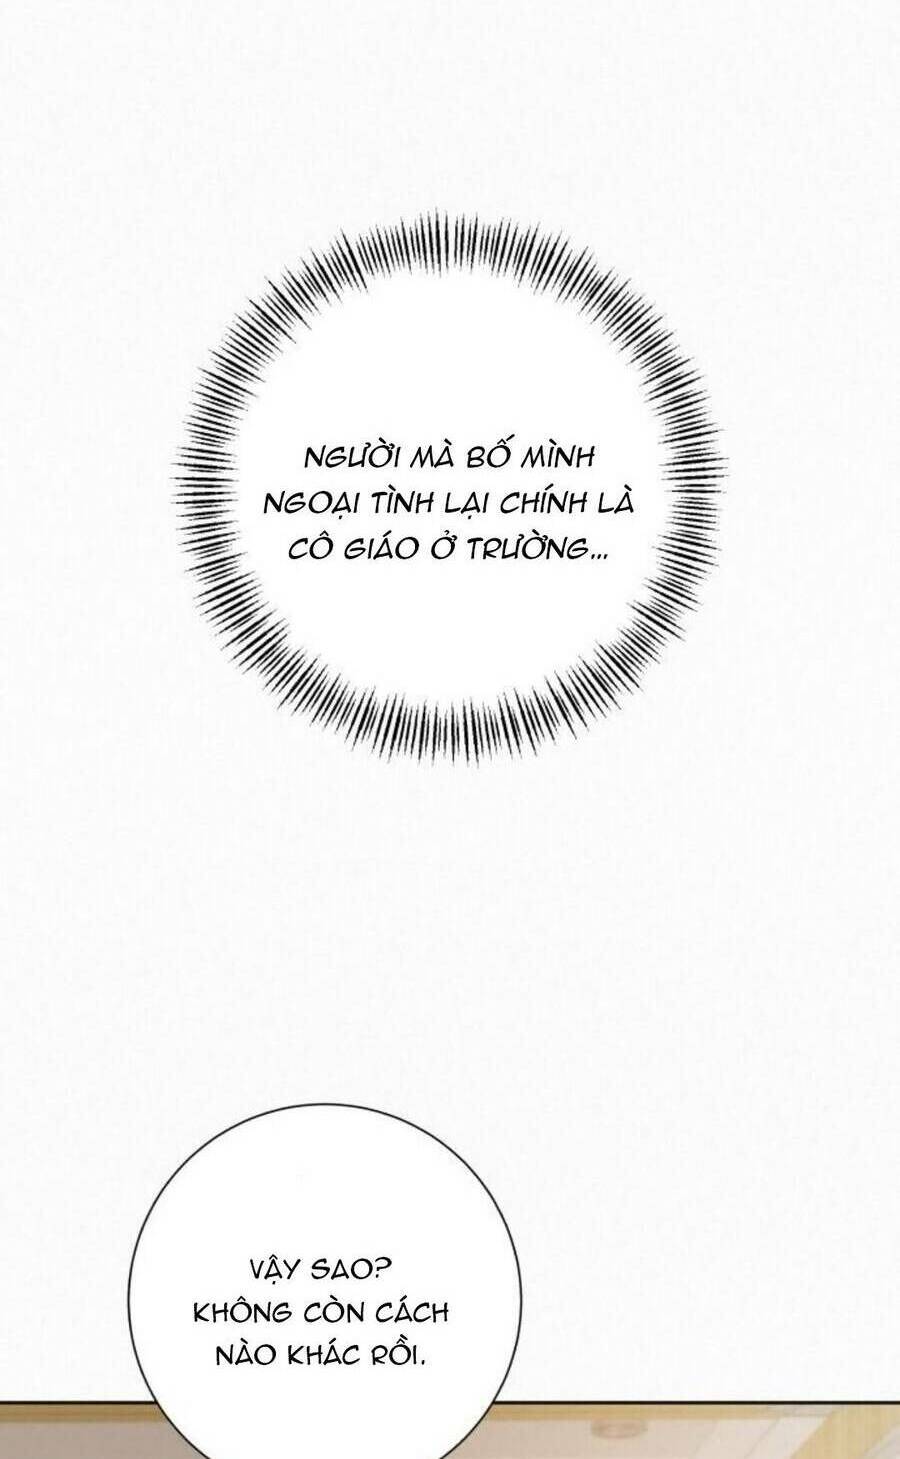 NGƯỜI MÀ BỐ MÌNH
NGOẠI TÌNH LẠI CHÍNH LÀ
CÔ GIÁO Ở TRƯỜNG...
VẬY SAO?
KHÔNG CÒN CÁCH
NÀO KHÁC RỒI.